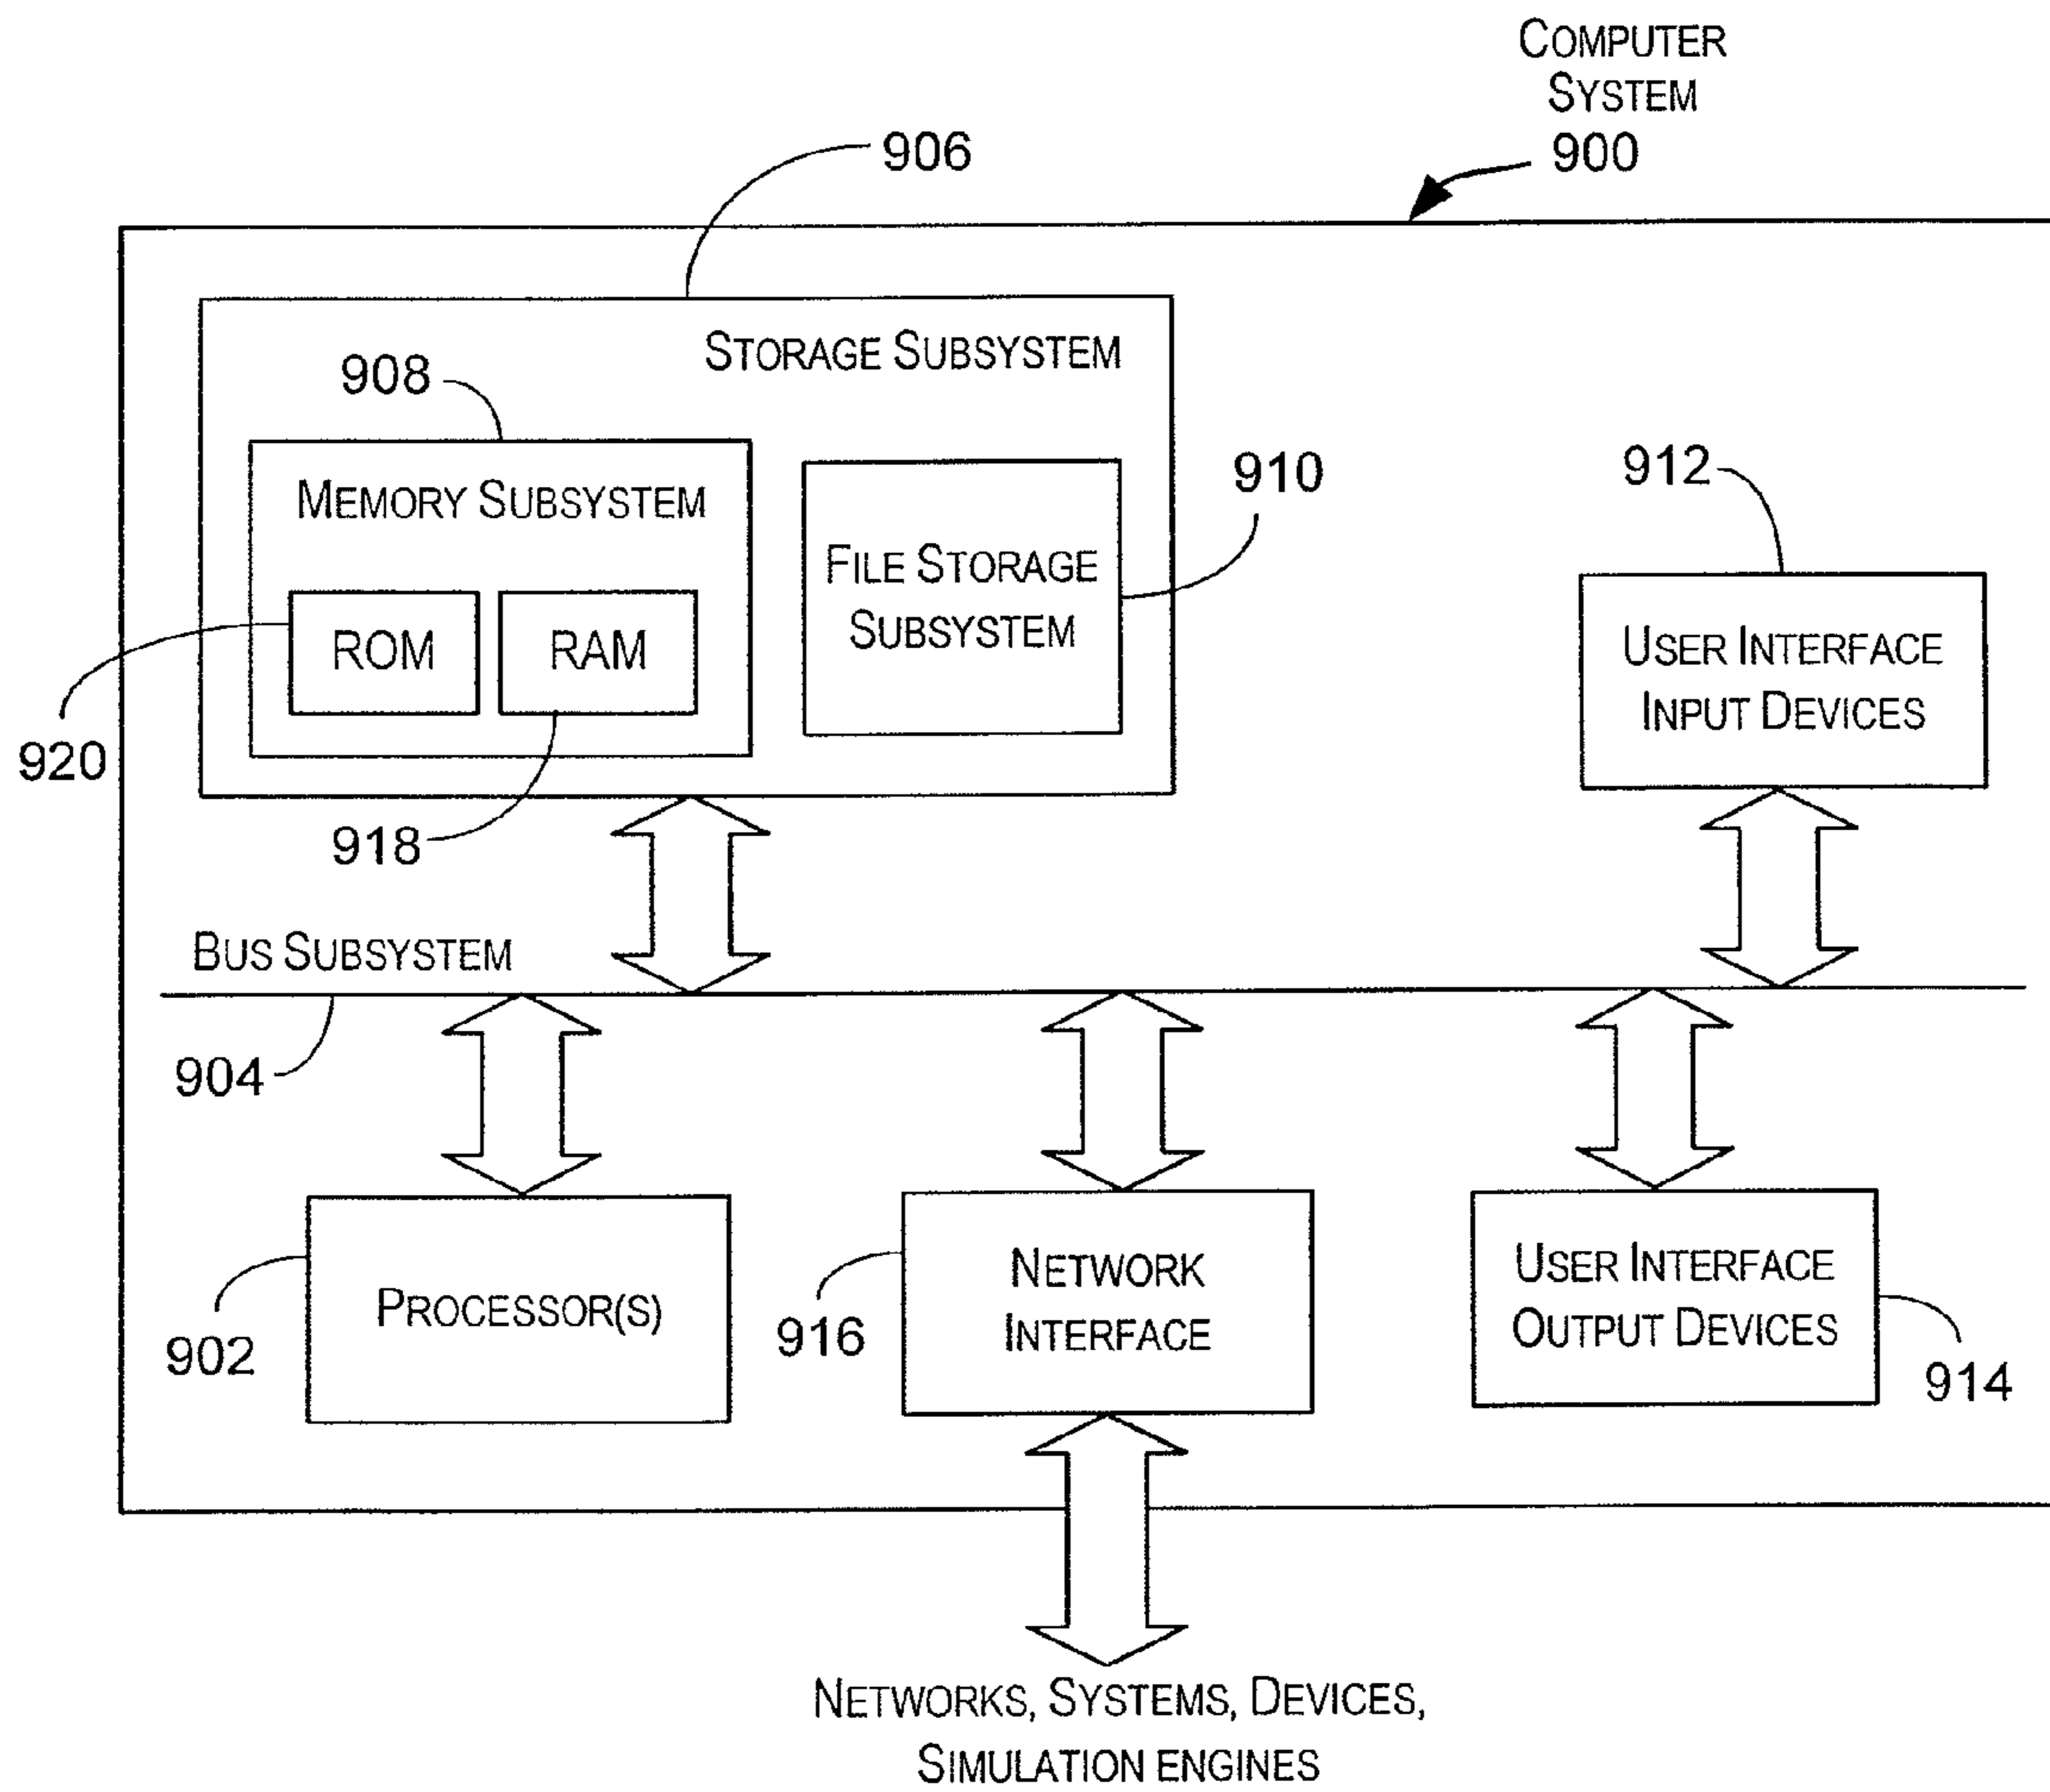 COMPUTER
SYSTEM
900
906
STORAGE SUBSYSTEM
908
MEMORY SUBSYSTEM
910
912
FILE STORAGE
SUBSYSTEM
ROM
RAM
USER INTERFACE
INPUT DEVICES
920
918
BUS SUBSYSTEM
904
PROCESSOR(S)
902
NETWORK
INTERFACE
916
USER INTERFACE
OUTPUT DEVICES
914
NETWORKS, SYSTEMS, DEVICES,
SIMULATION ENGINES